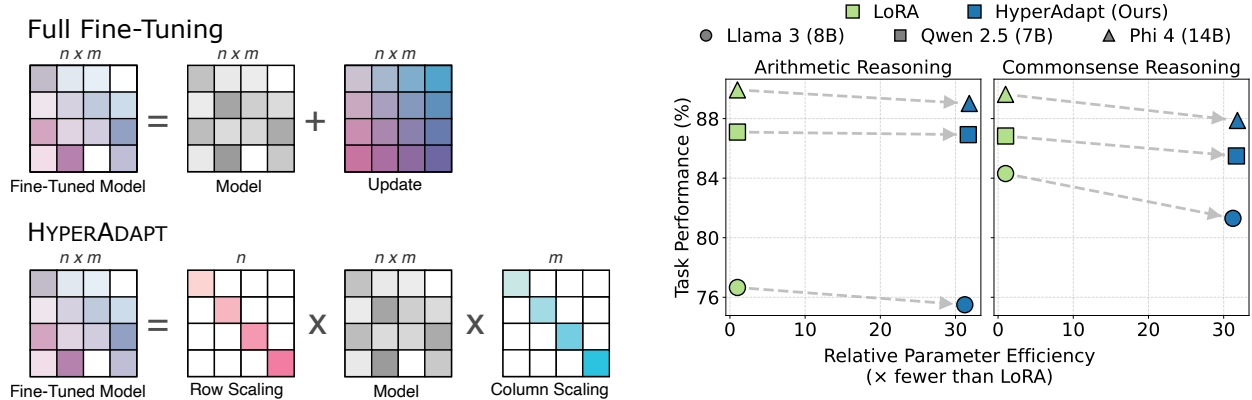 Full Fine-Tuning
n x m
n x m
n x m
=
+
Fine-Tuned Model
Model
Update
HYPERADAPT
n x m
n
n x m
m
=
X
X
Fine-Tuned Model
Row Scaling
Model
Column Scaling
LoRA
HyperAdapt (Ours)
Llama 3 (8B)
Qwen 2.5 (7B)
Phi 4 (14B)
Arithmetic Reasoning
Commonsense Reasoning
Task Performance (%)
88
84
80
76
0
10
20
30
0
10
20
30
Relative Parameter Efficiency
(× fewer than LoRA)